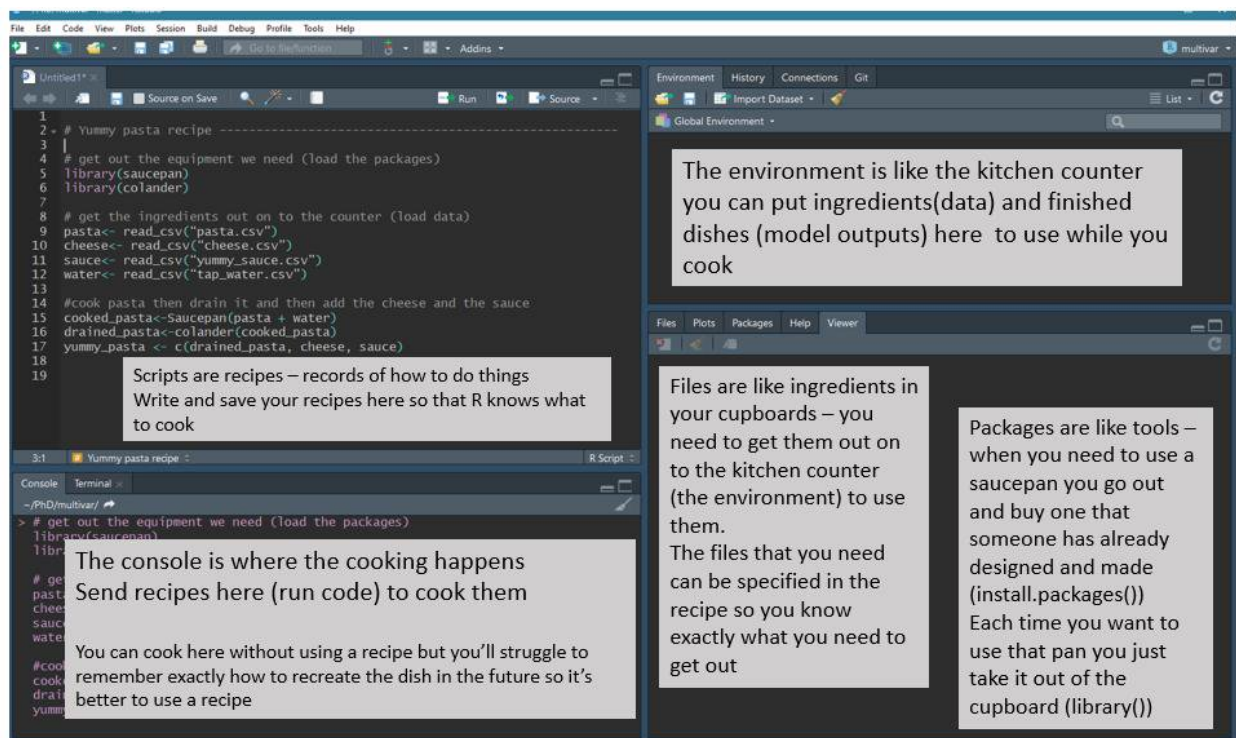 File Edit Code View Plots Session Build Debug Profile Tools Help
Go to file/function
Addins
multivar
Untitled1*
Source on Save
Run
Source
1
2 # Yummy pasta recipe ----------------------------------------------------------
3
4 # get out the equipment we need (load the packages)
5 library(saucepan)
6 library(colander)
7
8 # get the ingredients out on to the counter (load data)
9 pasta<- read_csv("pasta.csv")
10 cheese<- read_csv("cheese.csv")
11 sauce<- read_csv("yummy_sauce.csv")
12 water<- read_csv("tap_water.csv")
13
14 #cook pasta then drain it and then add the cheese and the sauce
15 cooked_pasta<-Saucepan(pasta + water)
16 drained_pasta<-colander(cooked_pasta)
17 yummy_pasta <- c(drained_pasta, cheese, sauce)
18
19
Scripts are recipes – records of how to do things
Write and save your recipes here so that R knows what
to cook
3:1 Yummy pasta recipe R Script
Console Terminal
~/PhD/multivar/
> # get out the equipment we need (load the packages)
library(saucepan)
libr
# ge
past
chee
sauc
wate
#cool
cook
drai
yumm
The console is where the cooking happens
Send recipes here (run code) to cook them
You can cook here without using a recipe but you'll struggle to
remember exactly how to recreate the dish in the future so it's
better to use a recipe
Environment History Connections Git
Import Dataset
List
Global Environment
The environment is like the kitchen counter
you can put ingredients(data) and finished
dishes (model outputs) here to use while you
cook
Files Plots Packages Help Viewer
Files are like ingredients in
your cupboards – you
need to get them out on
to the kitchen counter
(the environment) to use
them.
The files that you need
can be specified in the
recipe so you know
exactly what you need to
get out
Packages are like tools –
when you need to use a
saucepan you go out
and buy one that
someone has already
designed and made
(install.packages())
Each time you want to
use that pan you just
take it out of the
cupboard (library())